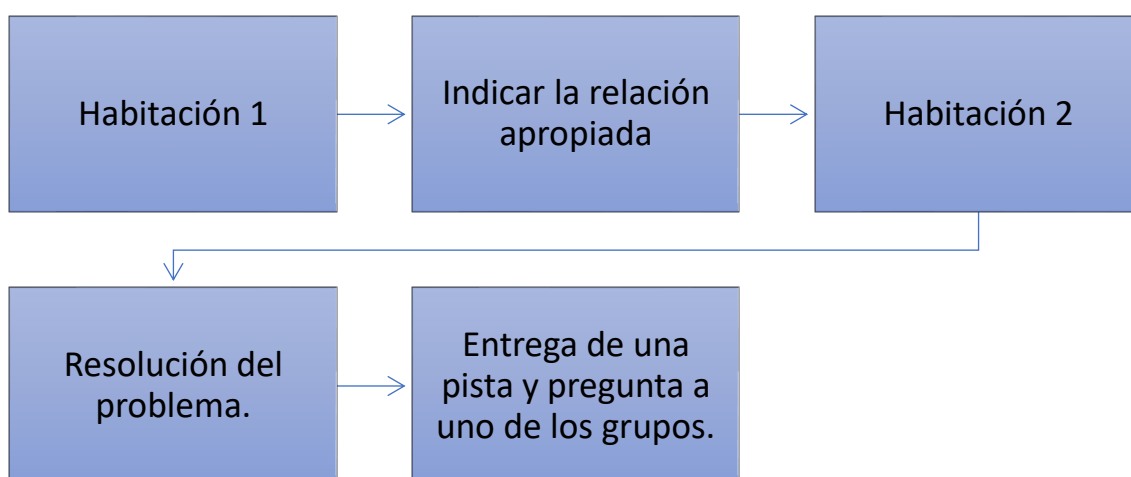 Habitación 1
Indicar la relación
apropiada
Habitación 2
Resolución del
problema.
Entrega de una
pista y pregunta a
uno de los grupos.